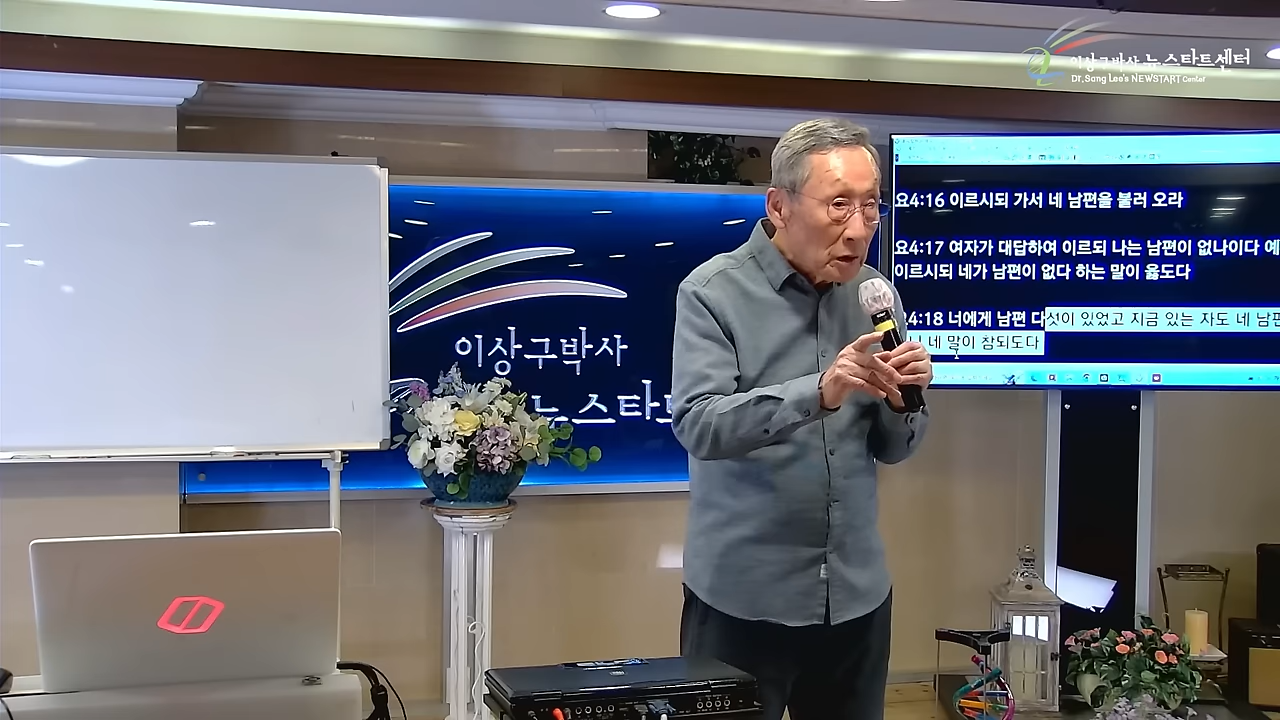 이상구박사 뉴스타트센터
Dr. Sang Lee's NEWSTART Center
요4:16 이르시되 가서 네 남편을 불러 오라
요4:17 여자가 대답하여 이르되 나는 남편이 없나이다 예
이르시되 네가 남편이 없다 하는 말이 옳도다
4:18 너에게 남편 다섯이 있었고 지금 있는 자도 네 남편
네 말이 참되도다
이상구박사
뉴스타트